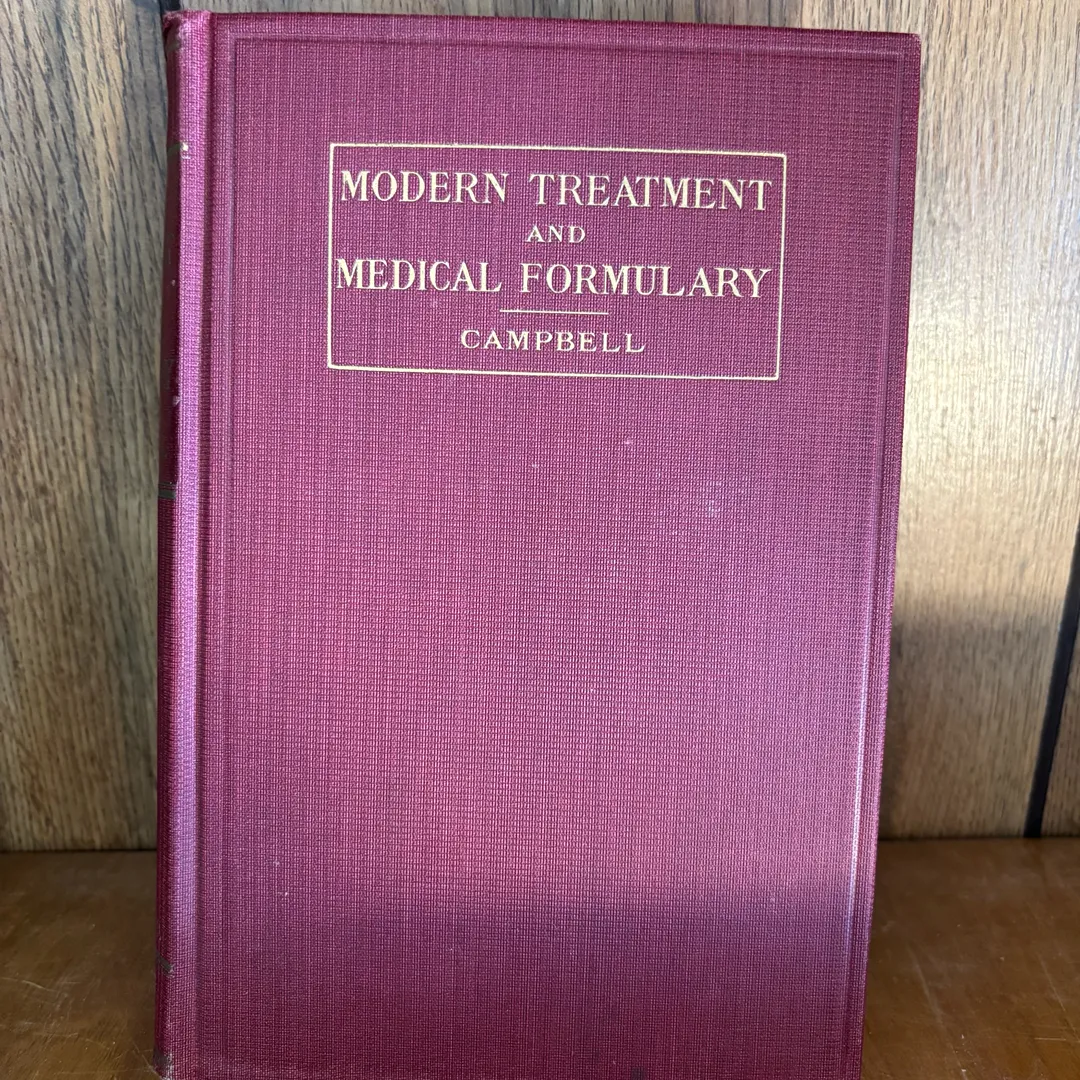 MODERN TREATMENT
AND
MEDICAL FORMULARY
CAMPBELL